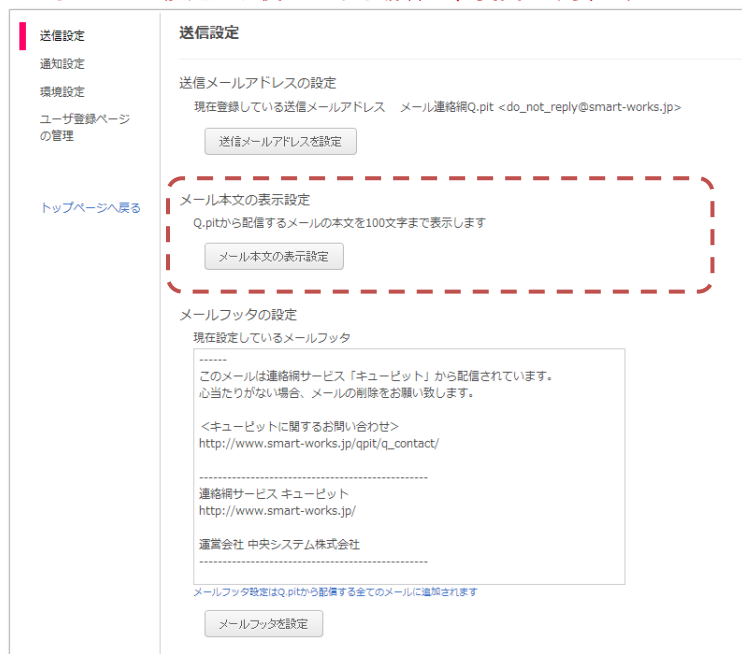 送信設定
通知設定
環境設定
ユーザ登録ページ
の管理
トップページへ戻る
送信設定
送信メールアドレスの設定
現在登録している送信メールアドレス メール連絡網Q.pit <do_not_reply@smart-works.jp>
送信メールアドレスを設定
メール本文の表示設定
Q.pitから配信するメールの本文を100文字まで表示します
メール本文の表示設定
メールフッタの設定
現在設定しているメールフッタ
------
このメールは連絡網サービス「キューピット」から配信されています。
心当たりがない場合、メールの削除をお願い致します。
＜キューピットに関するお問い合わせ＞
http://www.smart-works.jp/qpit/q_contact/
------------------------------------------------
連絡網サービス キューピット
http://www.smart-works.jp/
運営会社 中央システム株式会社
------------------------------------------------
メールフッタ設定はQ.pitから配信する全てのメールに追加されます
メールフッタを設定